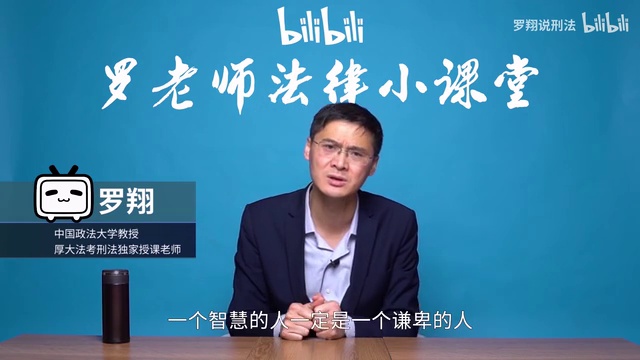 bilibili
罗翔说刑法 bilibili
罗老师法律小课堂
罗翔
中国政法大学教授
厚大法考刑法独家授课老师
一个智慧的人一定是一个谦卑的人